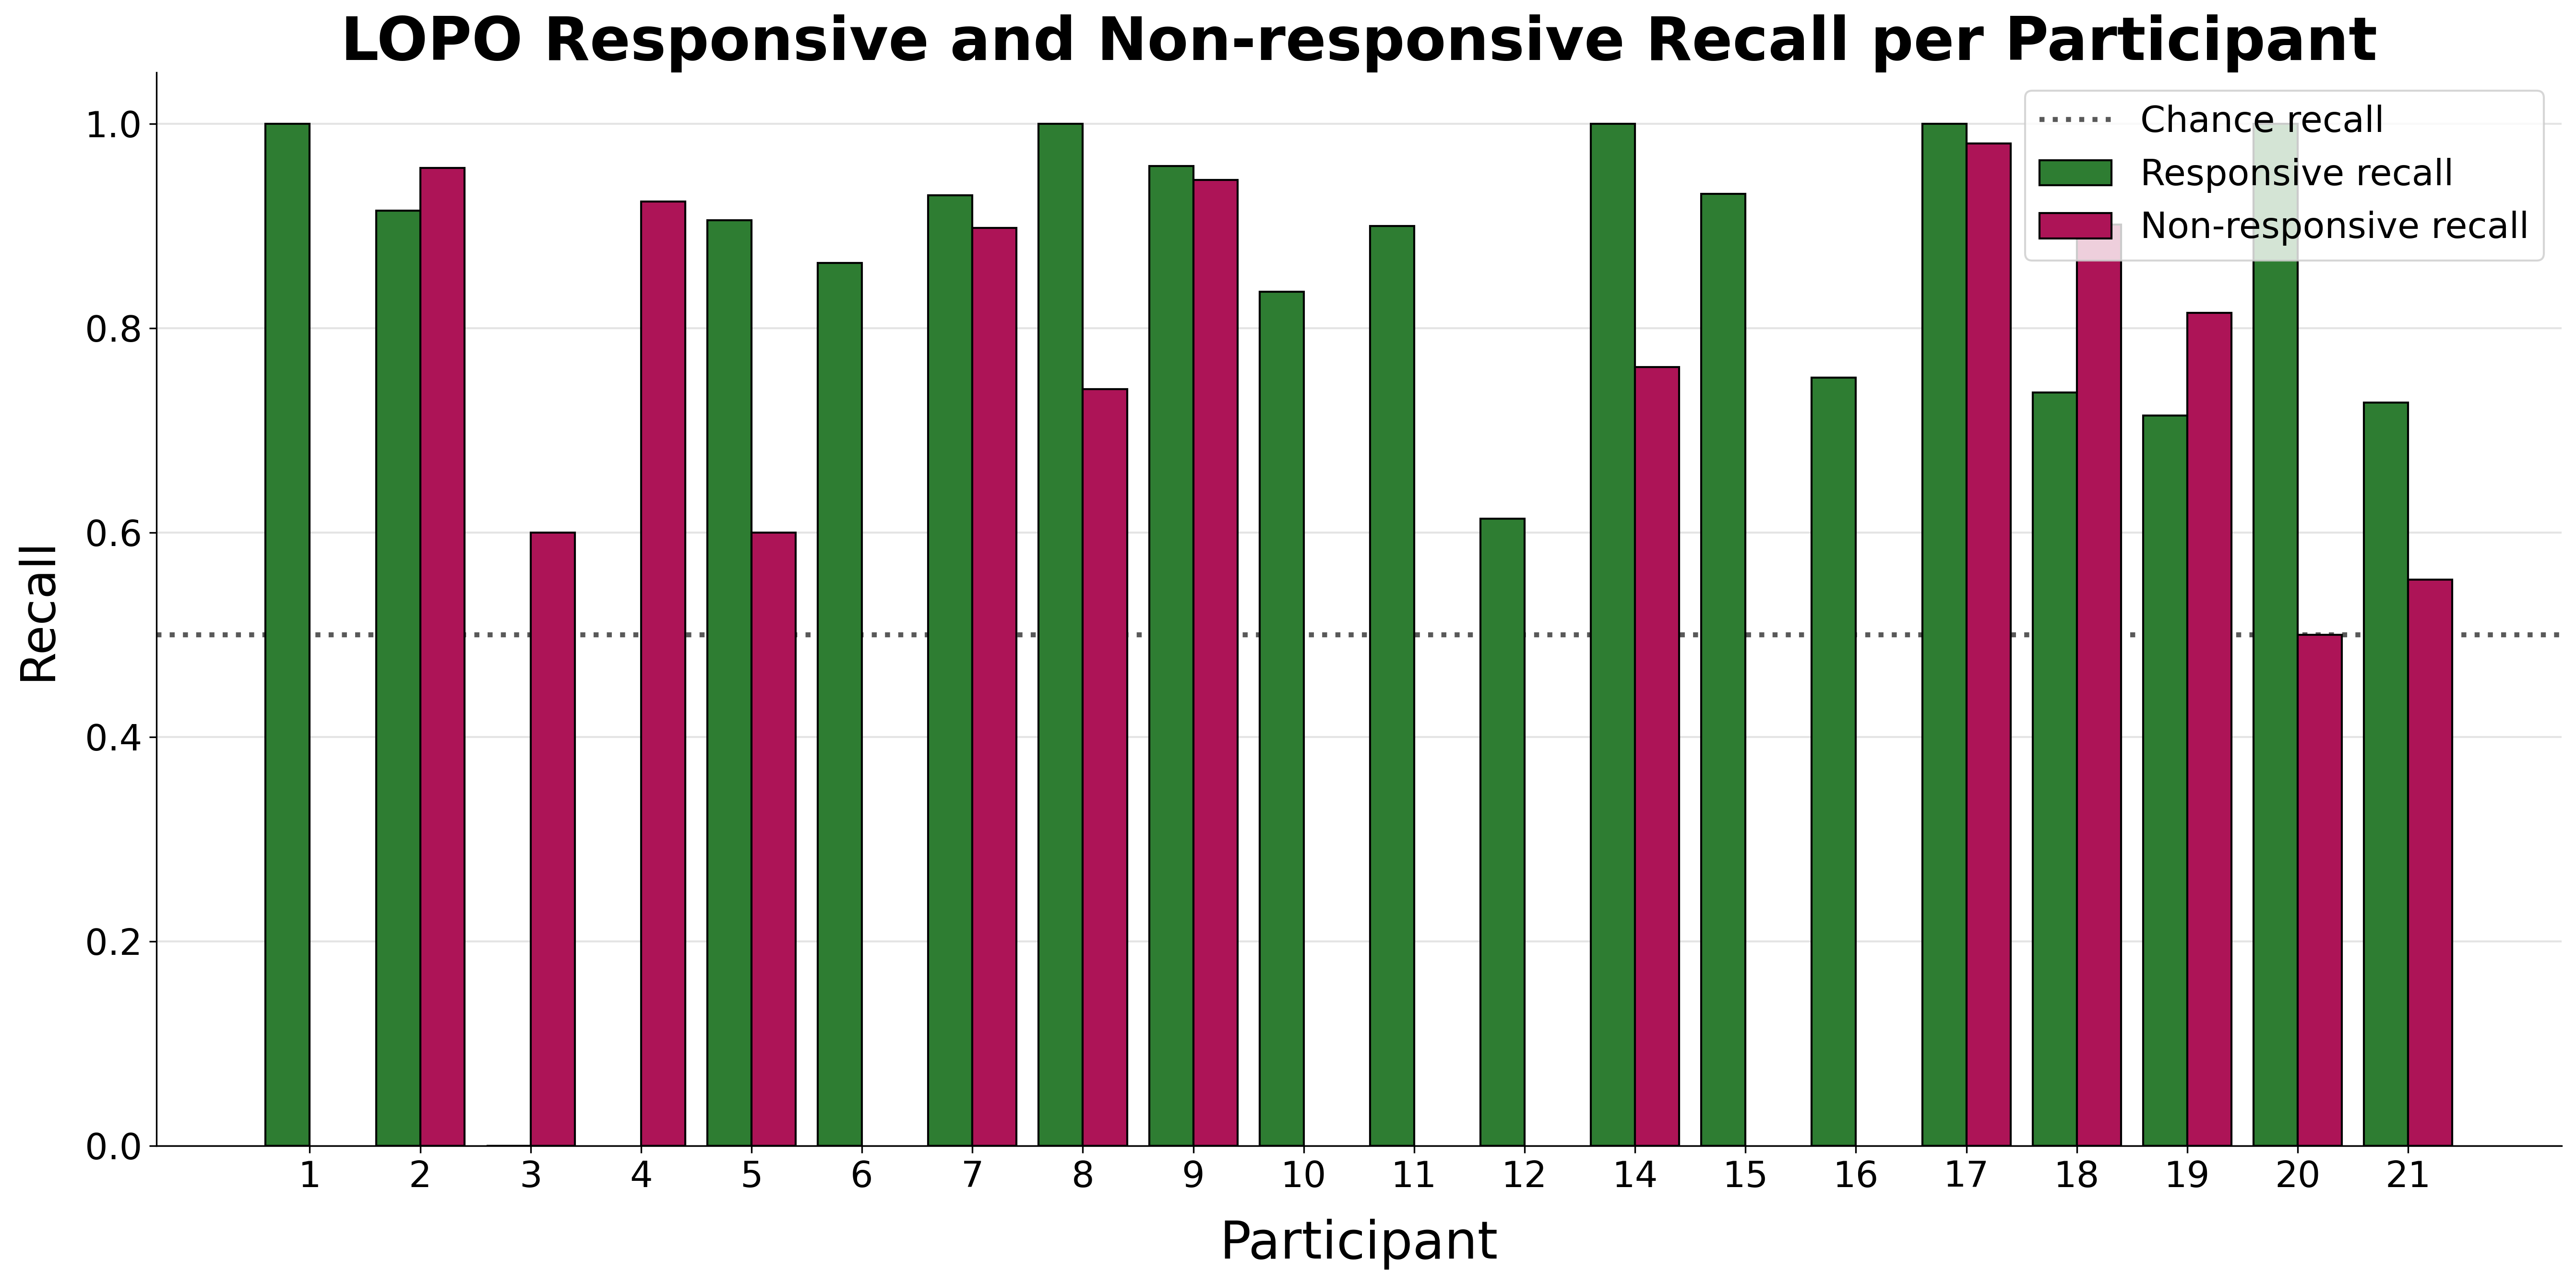 LOPO Responsive and Non-responsive Recall per Participant
Chance recall
Responsive recall
Non-responsive recall
Recall
1.0
0.8
0.6
0.4
0.2
0.0
1 2 3 4 5 6 7 8 9 10 11 12 14 15 16 17 18 19 20 21
Participant